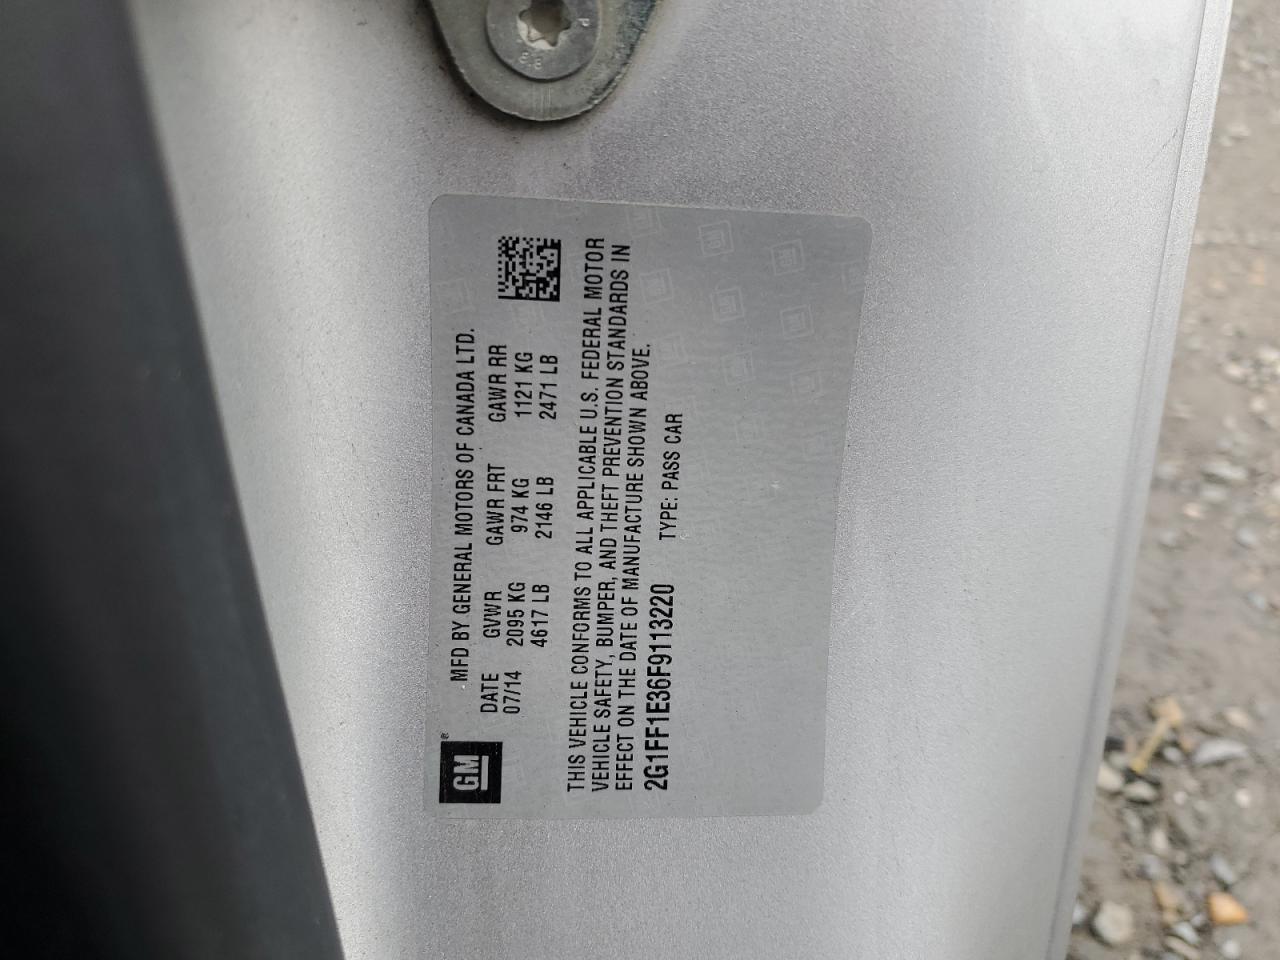 GM®
MFD BY GENERAL MOTORS OF CANADA LTD.
DATE GVWR GAWR FRT GAWR RR
07/14 2095 KG 974 KG 1121 KG
4617 LB 2146 LB 2471 LB
THIS VEHICLE CONFORMS TO ALL APPLICABLE U.S. FEDERAL MOTOR
VEHICLE SAFETY, BUMPER, AND THEFT PREVENTION STANDARDS IN
EFFECT ON THE DATE OF MANUFACTURE SHOWN ABOVE.
2G1FF1E36F9113220 TYPE: PASS CAR
P
8.8